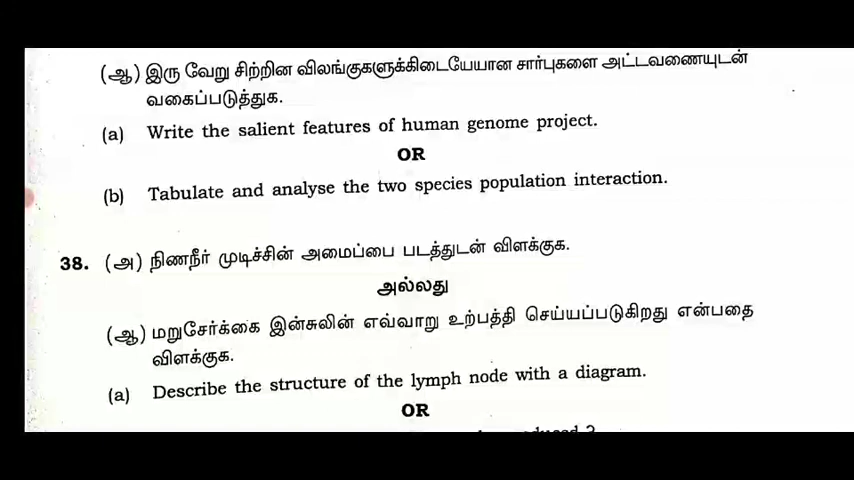 (ஆ) இரு வேறு சிற்றின விலங்குகளுக்கிடையேயான சார்புகளை அட்டவணையுடன்
வகைப்படுத்துக.
(a) Write the salient features of human genome project.
OR
(b) Tabulate and analyse the two species population interaction.
38. (அ) நிணநீர் முடிச்சின் அமைப்பை படத்துடன் விளக்குக.
அல்லது
(ஆ) மறுசேர்க்கை இன்சுலின் எவ்வாறு உற்பத்தி செய்யப்படுகிறது என்பதை
விளக்குக.
(a) Describe the structure of the lymph node with a diagram.
OR